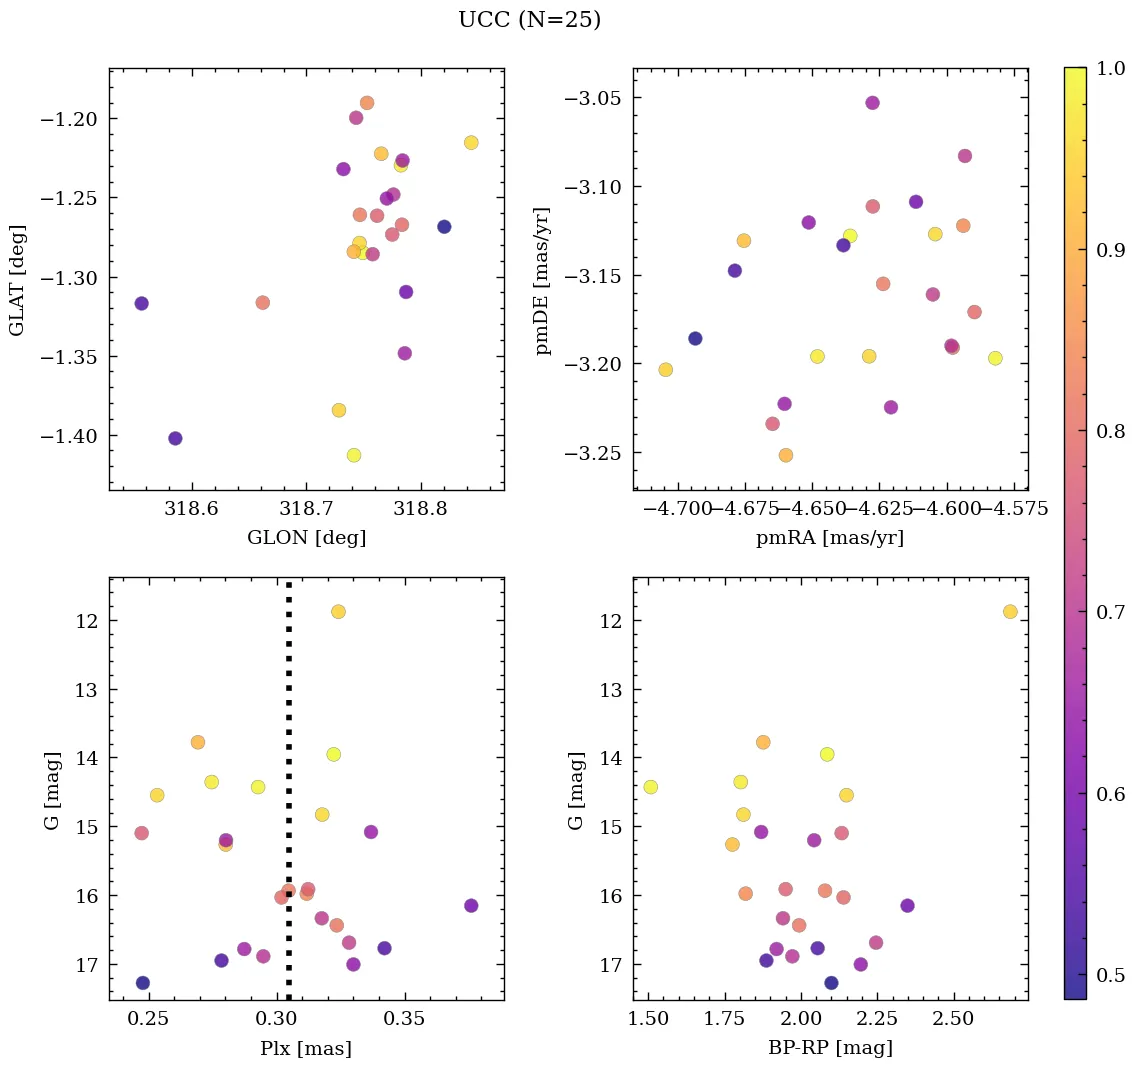 UCC (N=25)
−1.20
−1.25
−1.30
−1.35
−1.40
GLAT [deg]
318.6 318.7 318.8
GLON [deg]
−3.05
−3.10
−3.15
−3.20
−3.25
pmDE [mas/yr]
−4.700 −4.675 −4.650 −4.625 −4.600 −4.575
pmRA [mas/yr]
12
13
14
15
16
17
G [mag]
0.25 0.30 0.35
Plx [mas]
12
13
14
15
16
17
G [mag]
1.50 1.75 2.00 2.25 2.50
BP-RP [mag]
1.0
0.9
0.8
0.7
0.6
0.5